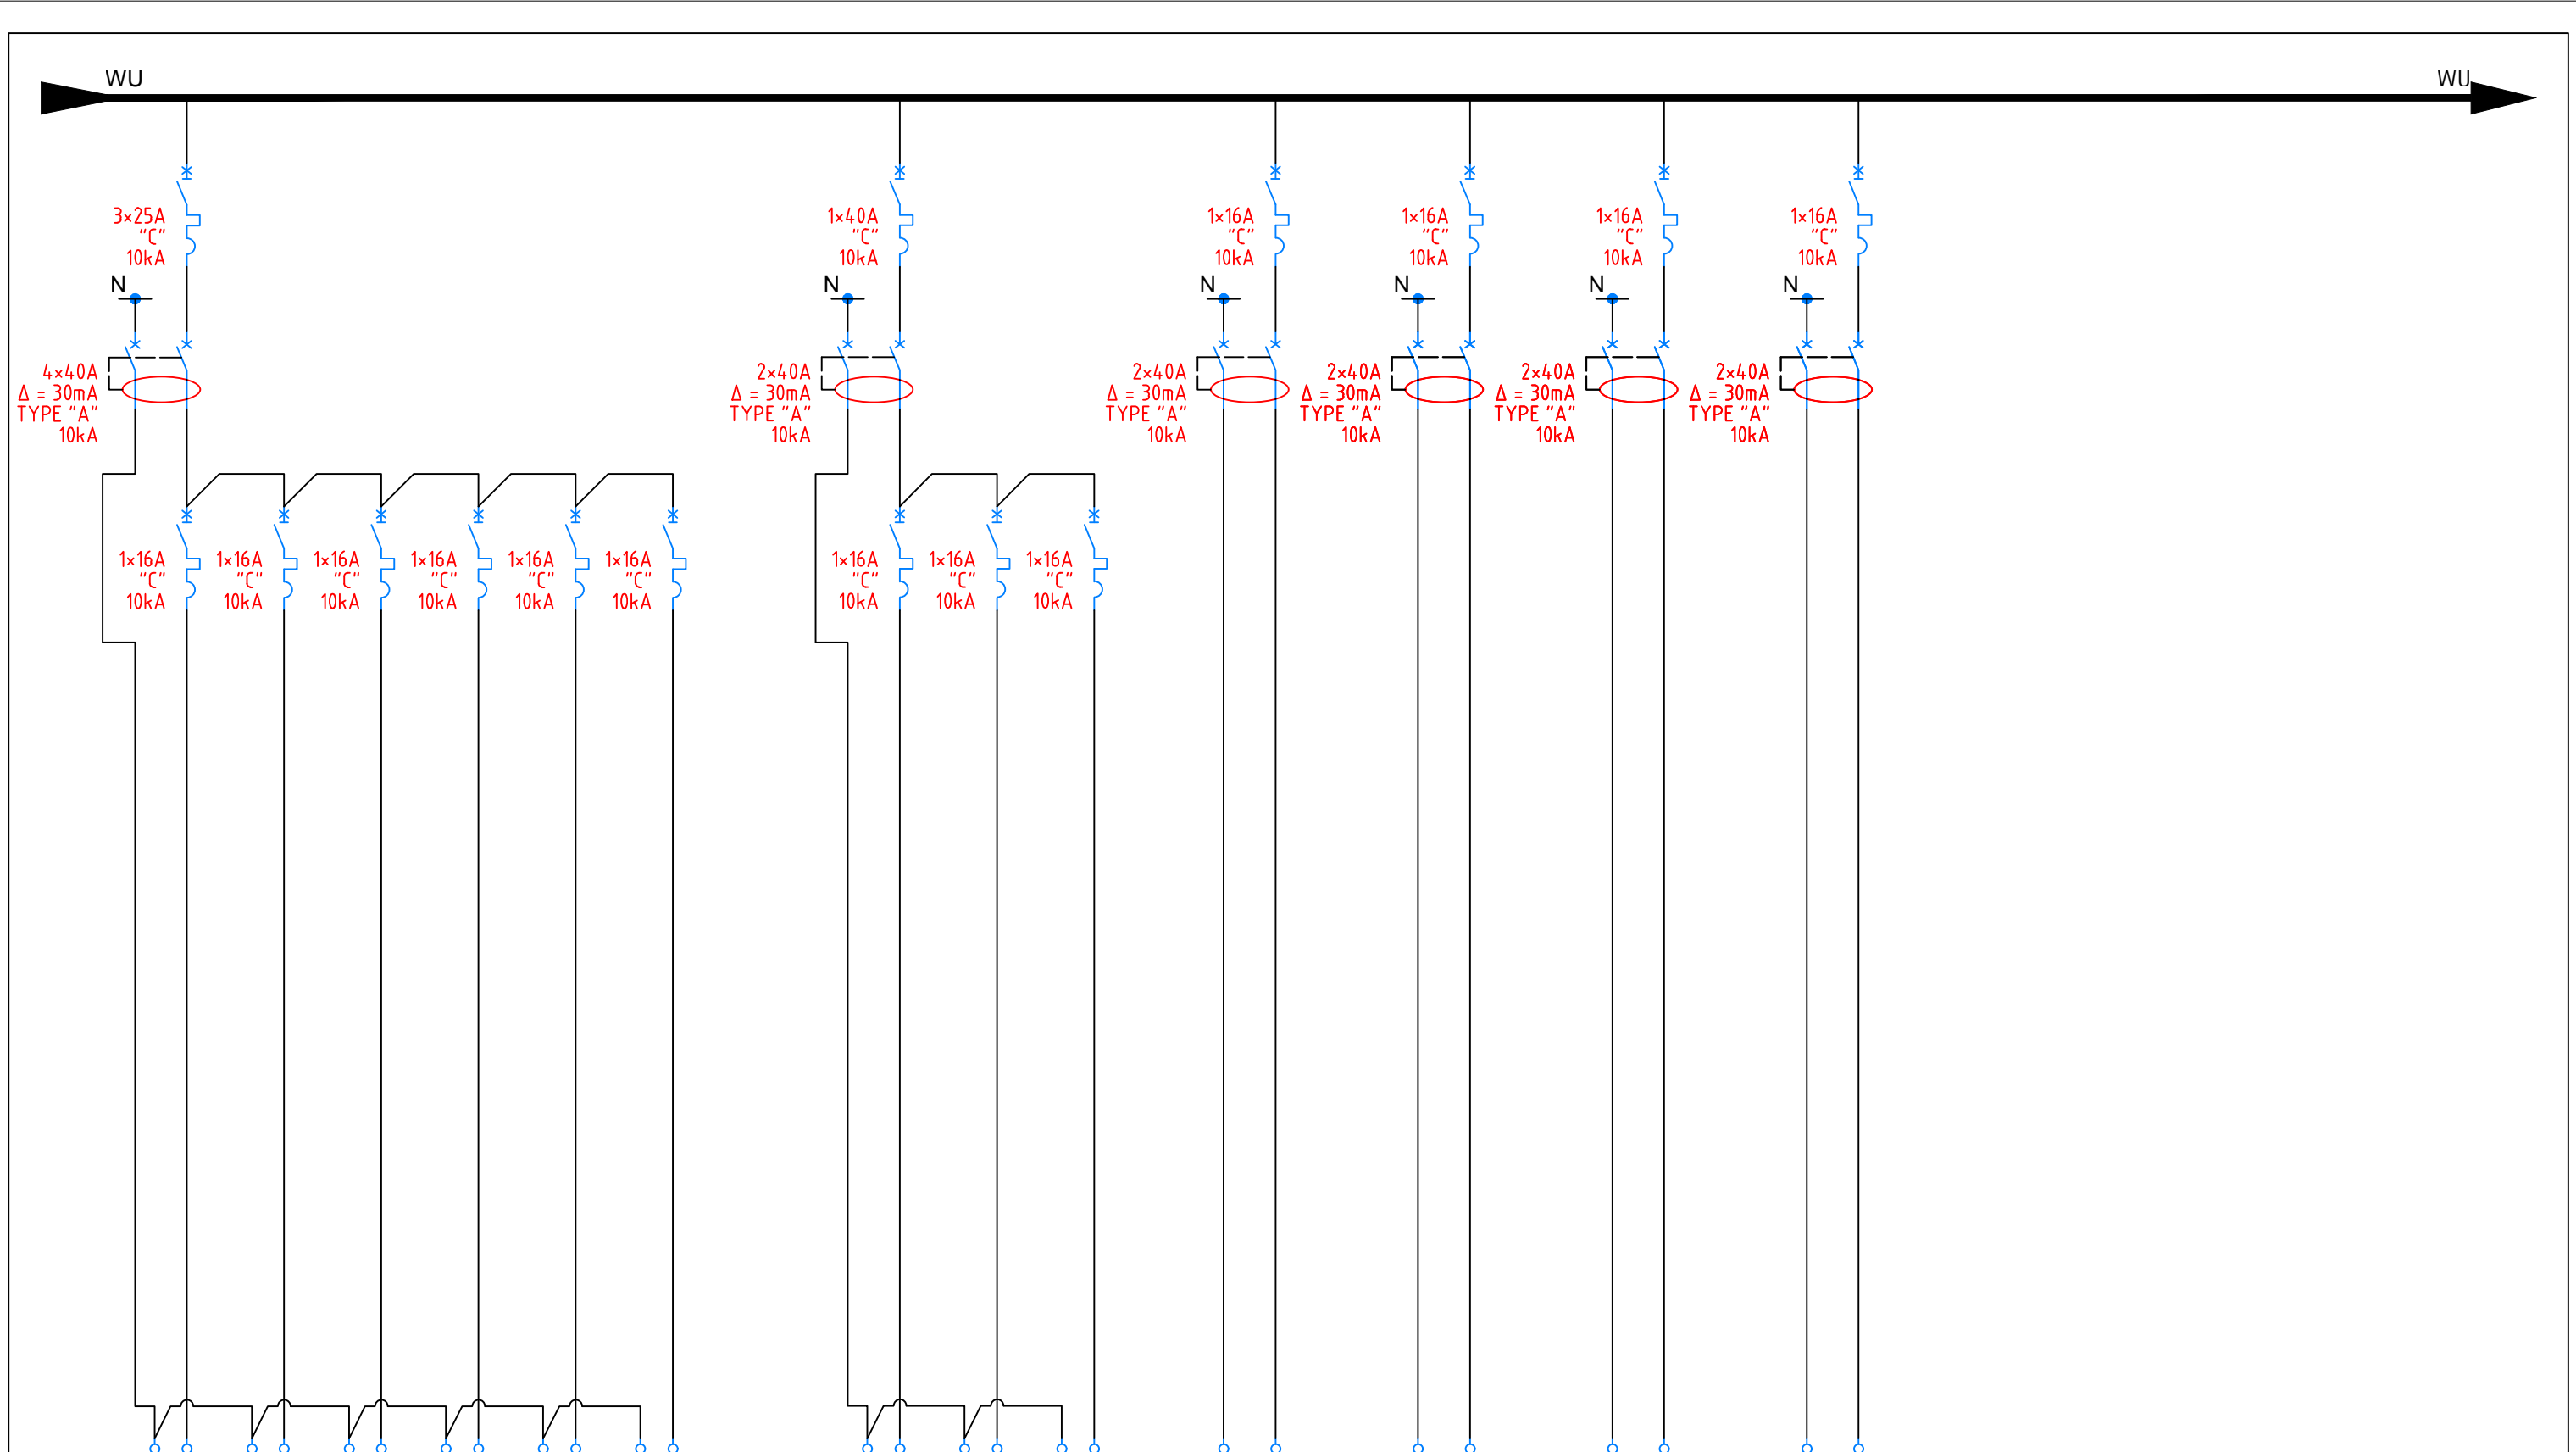 WU
WU
3×25A
"C"
10kA
1×40A
"C"
10kA
1×16A
"C"
10kA
1×16A
"C"
10kA
1×16A
"C"
10kA
1×16A
"C"
10kA
N
N
N
N
N
N
4×40A
Δ = 30mA
TYPE "A"
10kA
2×40A
Δ = 30mA
TYPE "A"
10kA
2×40A
Δ = 30mA
TYPE "A"
10kA
2×40A
Δ = 30mA
TYPE "A"
10kA
2×40A
Δ = 30mA
TYPE "A"
10kA
2×40A
Δ = 30mA
TYPE "A"
10kA
1×16A
"C"
10kA
1×16A
"C"
10kA
1×16A
"C"
10kA
1×16A
"C"
10kA
1×16A
"C"
10kA
1×16A
"C"
10kA
1×16A
"C"
10kA
1×16A
"C"
10kA
1×16A
"C"
10kA